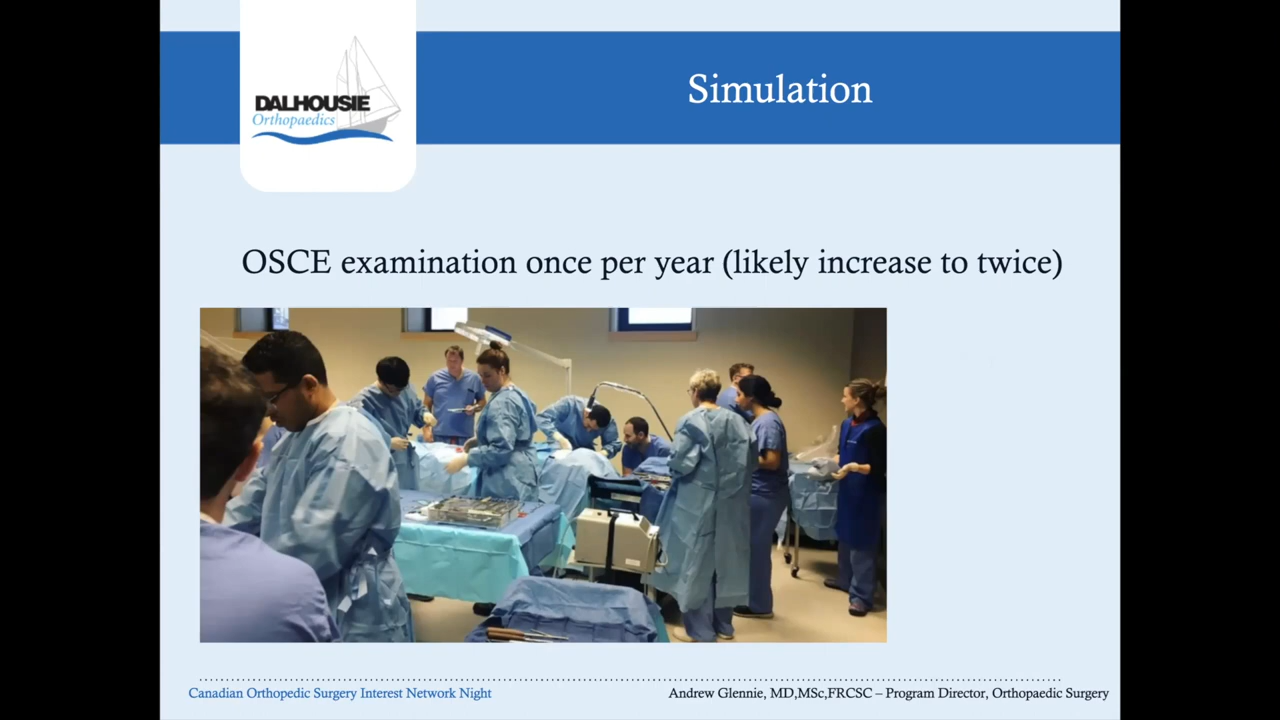 Simulation
DALHOUSIE
Orthopaedics
OSCE examination once per year (likely increase to twice)
Canadian Orthopedic Surgery Interest Network Night
Andrew Glennie, MD,MSc,FRCSC – Program Director, Orthopaedic Surgery